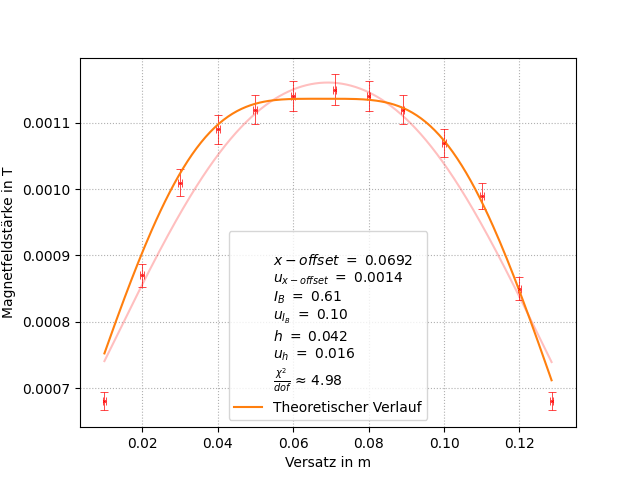 Magnetfeldstärke in T
0.0011
0.0010
0.0009
0.0008
0.0007
x − offset = 0.0692
u_{x−offset} = 0.0014
I_B = 0.61
u_{I_B} = 0.10
h = 0.042
u_h = 0.016
χ²/dof ≈ 4.98
Theoretischer Verlauf
0.02 0.04 0.06 0.08 0.10 0.12
Versatz in m